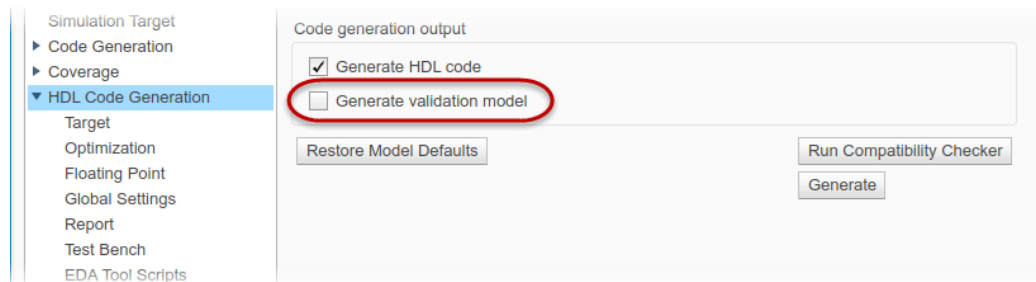 Simulation Target
Code Generation
Coverage
HDL Code Generation
Target
Optimization
Floating Point
Global Settings
Report
Test Bench
EDA Tool Scripts
Code generation output
Generate HDL code
Generate validation model
Restore Model Defaults
Run Compatibility Checker
Generate